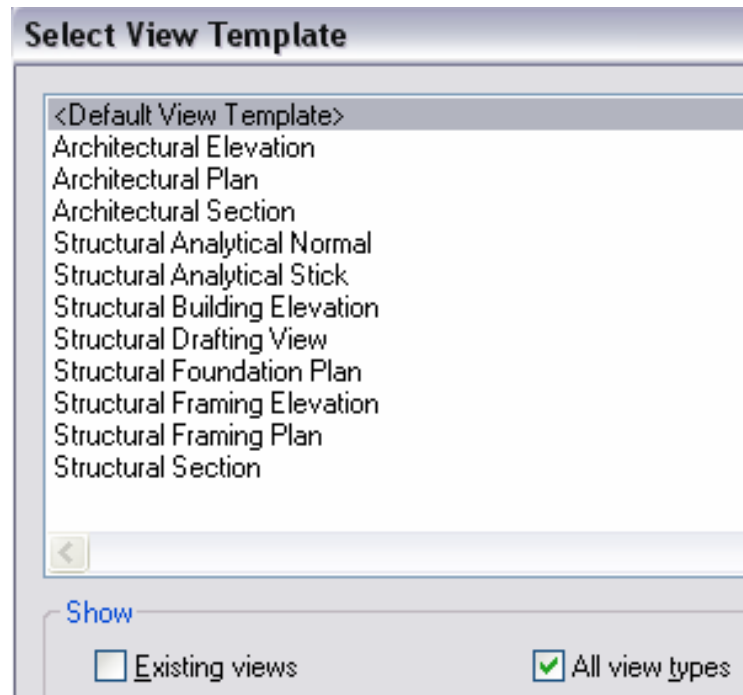 Select View Template
<Default View Template>
Architectural Elevation
Architectural Plan
Architectural Section
Structural Analytical Normal
Structural Analytical Stick
Structural Building Elevation
Structural Drafting View
Structural Foundation Plan
Structural Framing Elevation
Structural Framing Plan
Structural Section
Show
Existing views
All view types